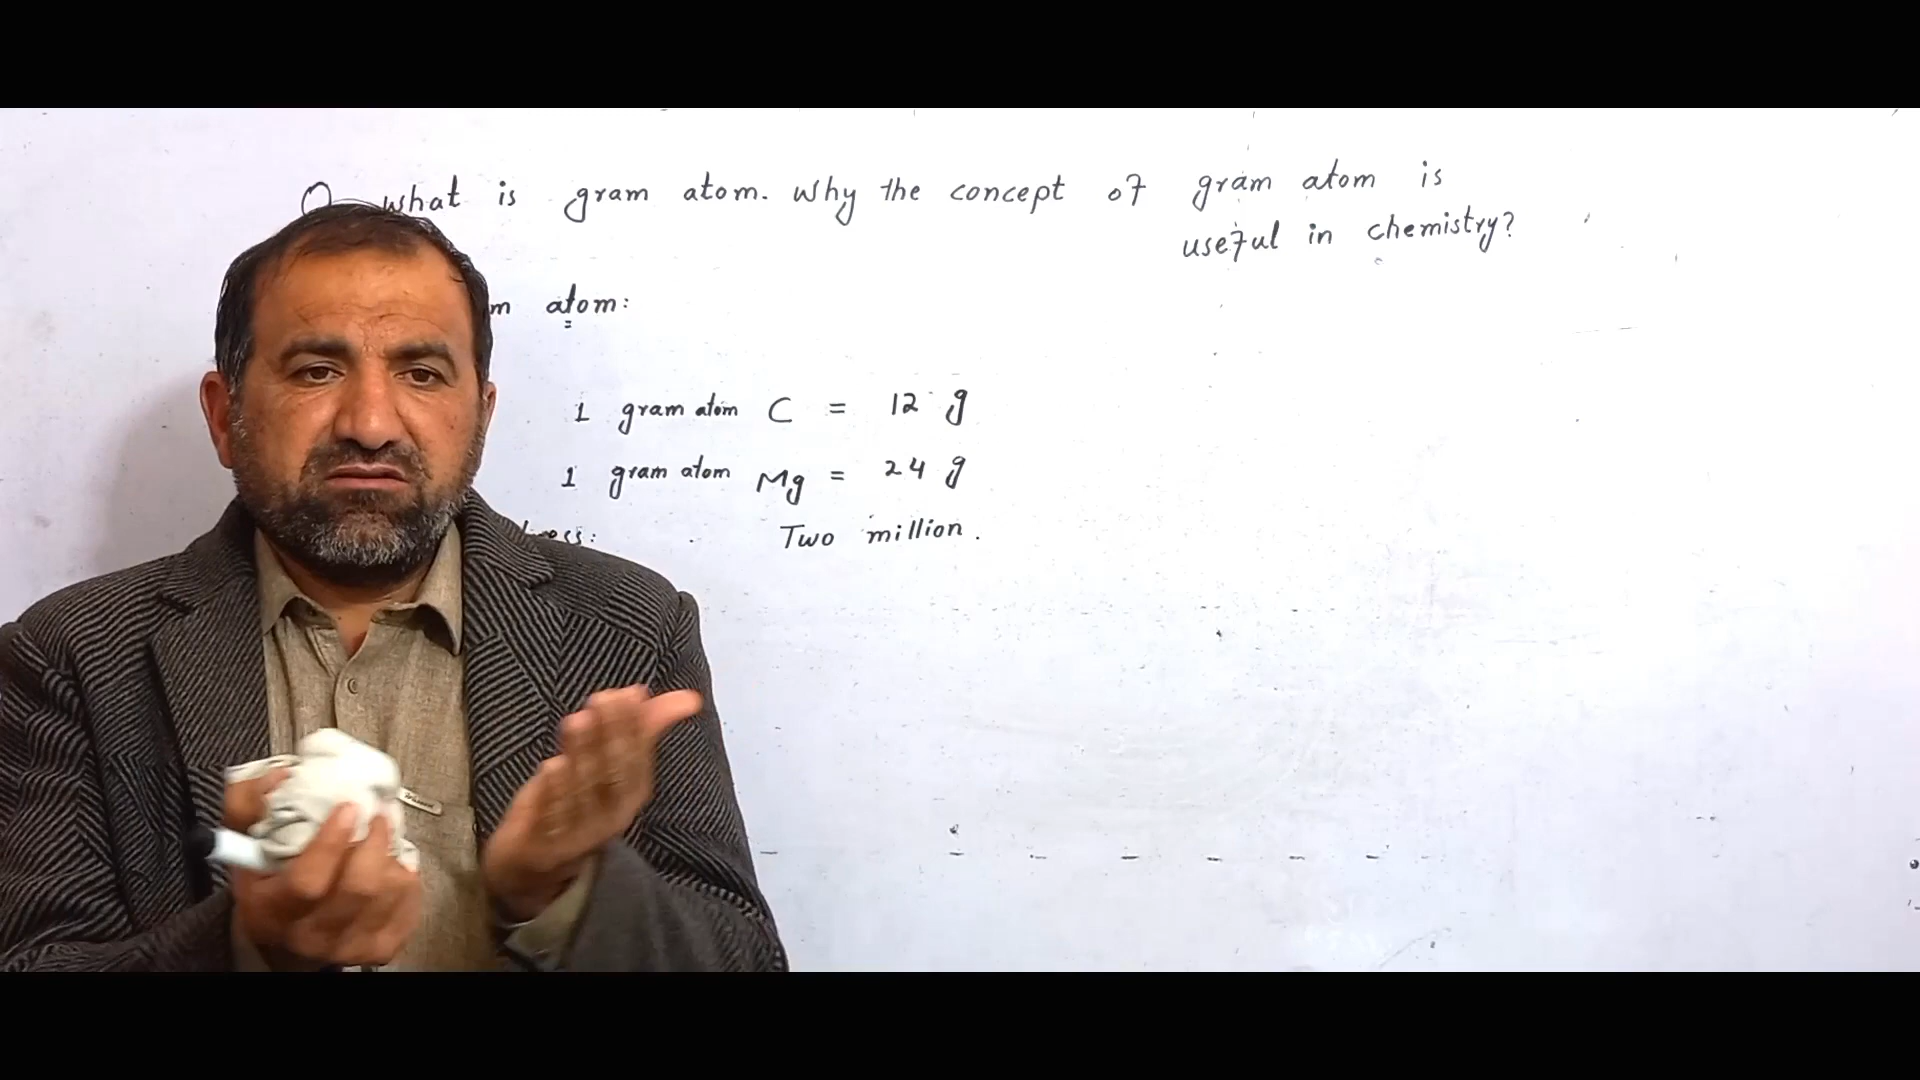 Q what is gram atom. Why the concept of gram atom is
useful in chemistry?
m atom:
1 gram atom C = 12 g
1 gram atom Mg = 24 g
Two million.